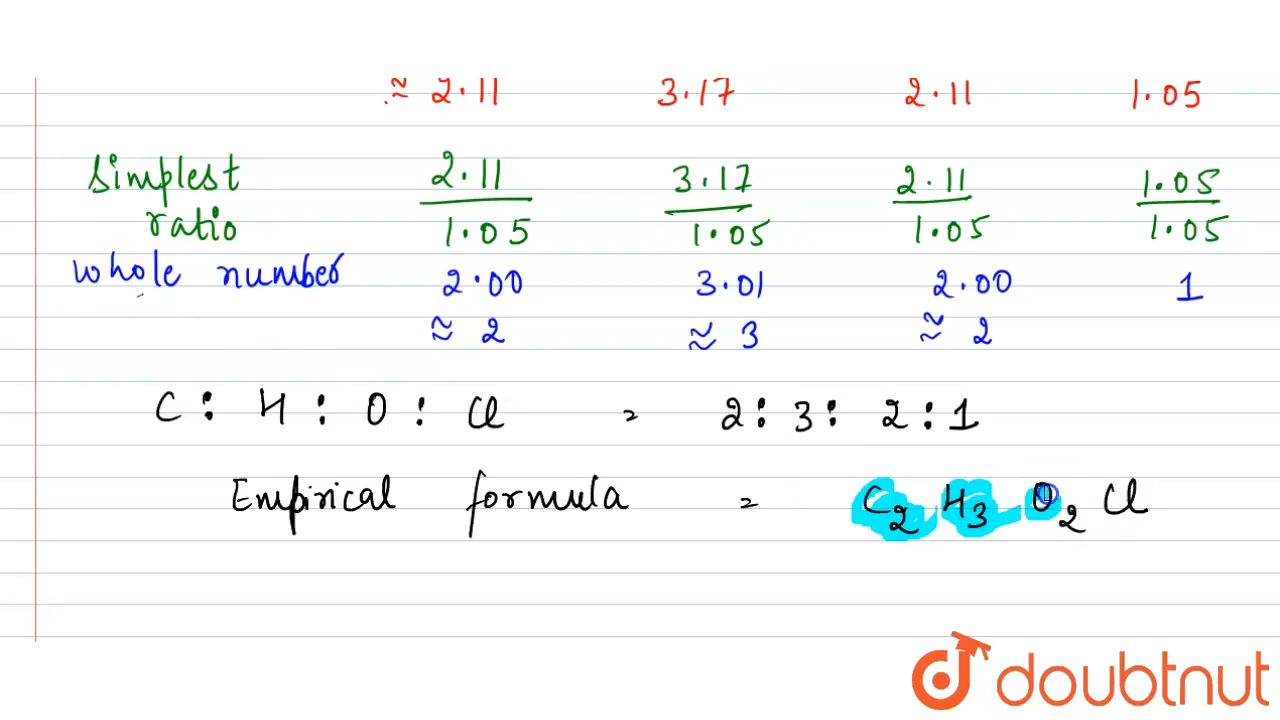 ≈ 2.11 3.17 2.11 1.05
Simplest 2.11/1.05 3.17/1.05 2.11/1.05 1.05/1.05
ratio
whole number 2.00 3.01 2.00 1
≈ 2 ≈ 3 ≈ 2
C : H : O : Cl = 2 : 3 : 2 : 1
Empirical formula = C₂ H₃ O₂ Cl
doubtnut